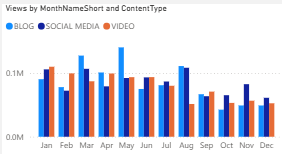 Views by MonthNameShort and ContentType
BLOG SOCIAL MEDIA VIDEO
0.1M
0.0M
Jan Feb Mar Apr May Jun Jul Aug Sep Oct Nov Dec